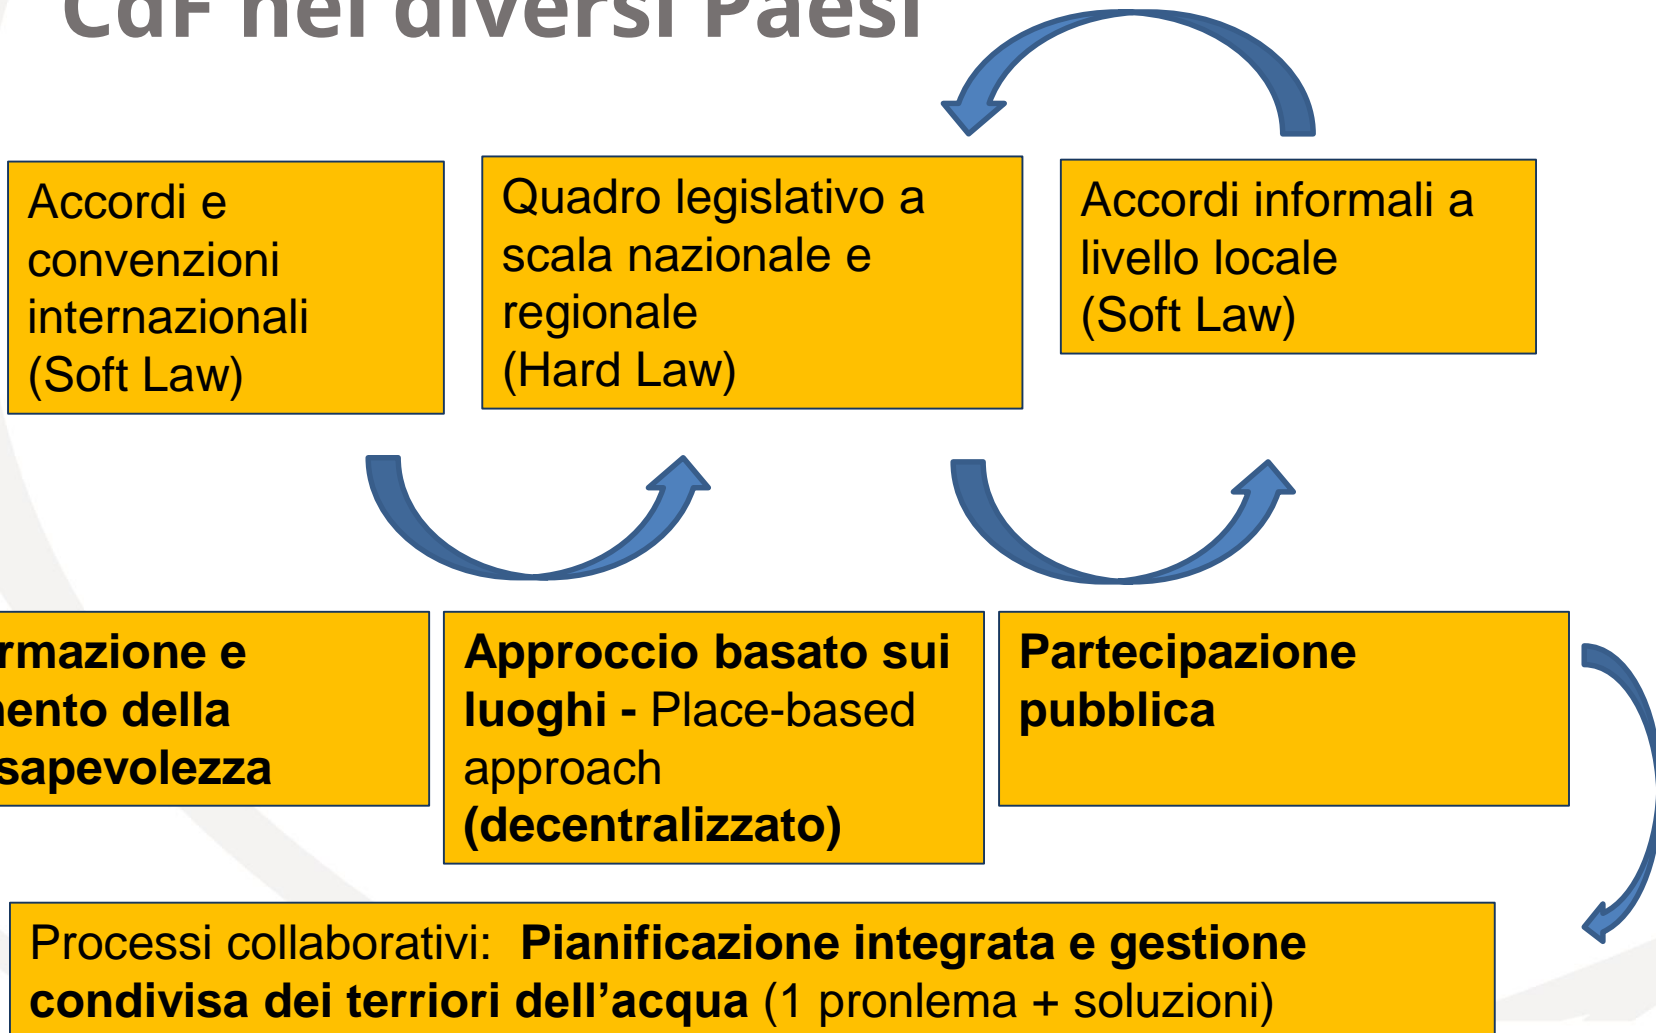 CdF nei diversi Paesi
Accordi e
convenzioni
internazionali
(Soft Law)
Quadro legislativo a
scala nazionale e
regionale
(Hard Law)
Accordi informali a
livello locale
(Soft Law)
rmazione e
ento della
sapevolezza
Approccio basato sui
luoghi - Place-based
approach
(decentralizzato)
Partecipazione
pubblica
Processi collaborativi: Pianificazione integrata e gestione
condivisa dei terriori dell'acqua (1 pronlema + soluzioni)